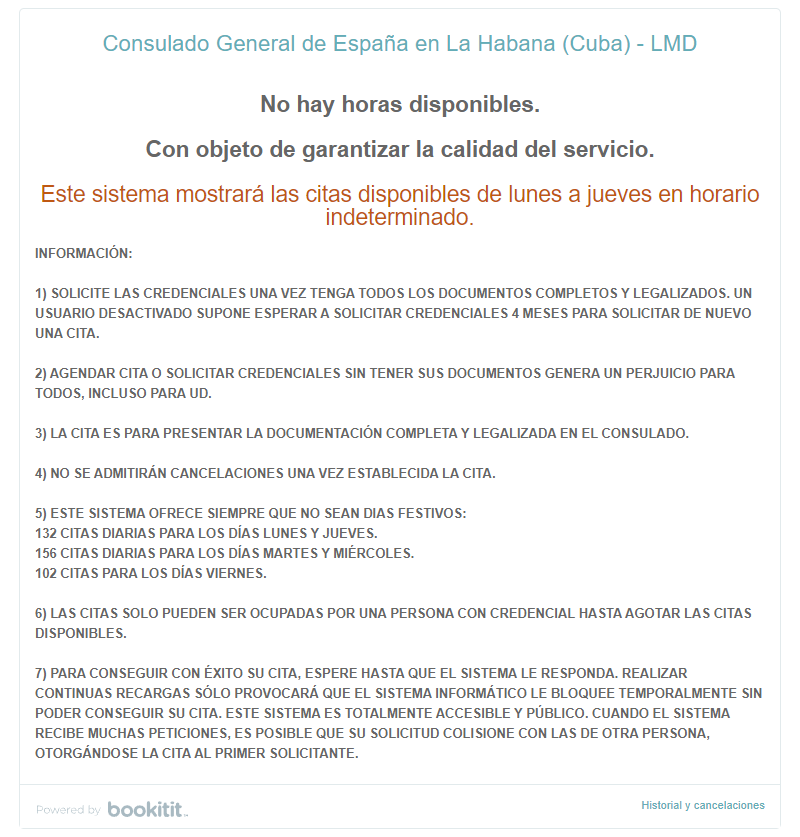 Consulado General de España en La Habana (Cuba) - LMD
No hay horas disponibles.
Con objeto de garantizar la calidad del servicio.
Este sistema mostrará las citas disponibles de lunes a jueves en horario
indeterminado.
INFORMACIÓN:
1) SOLICITE LAS CREDENCIALES UNA VEZ TENGA TODOS LOS DOCUMENTOS COMPLETOS Y LEGALIZADOS. UN
USUARIO DESACTIVADO SUPONE ESPERAR A SOLICITAR CREDENCIALES 4 MESES PARA SOLICITAR DE NUEVO
UNA CITA.
2) AGENDAR CITA O SOLICITAR CREDENCIALES SIN TENER SUS DOCUMENTOS GENERA UN PERJUICIO PARA
TODOS, INCLUSO PARA UD.
3) LA CITA ES PARA PRESENTAR LA DOCUMENTACIÓN COMPLETA Y LEGALIZADA EN EL CONSULADO.
4) NO SE ADMITIRÁN CANCELACIONES UNA VEZ ESTABLECIDA LA CITA.
5) ESTE SISTEMA OFRECE SIEMPRE QUE NO SEAN DIAS FESTIVOS:
132 CITAS DIARIAS PARA LOS DÍAS LUNES Y JUEVES.
156 CITAS DIARIAS PARA LOS DÍAS MARTES Y MIÉRCOLES.
102 CITAS PARA LOS DÍAS VIERNES.
6) LAS CITAS SOLO PUEDEN SER OCUPADAS POR UNA PERSONA CON CREDENCIAL HASTA AGOTAR LAS CITAS
DISPONIBLES.
7) PARA CONSEGUIR CON ÉXITO SU CITA, ESPERE HASTA QUE EL SISTEMA LE RESPONDA. REALIZAR
CONTINUAS RECARGAS SÓLO PROVOCARÁ QUE EL SISTEMA INFORMÁTICO LE BLOQUEE TEMPORALMENTE SIN
PODER CONSEGUIR SU CITA. ESTE SISTEMA ES TOTALMENTE ACCESIBLE Y PÚBLICO. CUANDO EL SISTEMA
RECIBE MUCHAS PETICIONES, ES POSIBLE QUE SU SOLICITUD COLISIONE CON LAS DE OTRA PERSONA,
OTORGÁNDOSE LA CITA AL PRIMER SOLICITANTE.
Powered by bookitit
Historial y cancelaciones